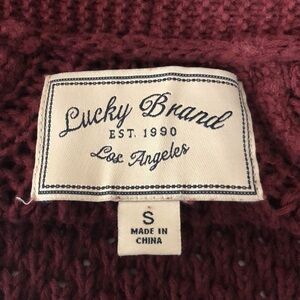 Lucky Brand
EST. 1990
Los Angeles
S
MADE IN
CHINA